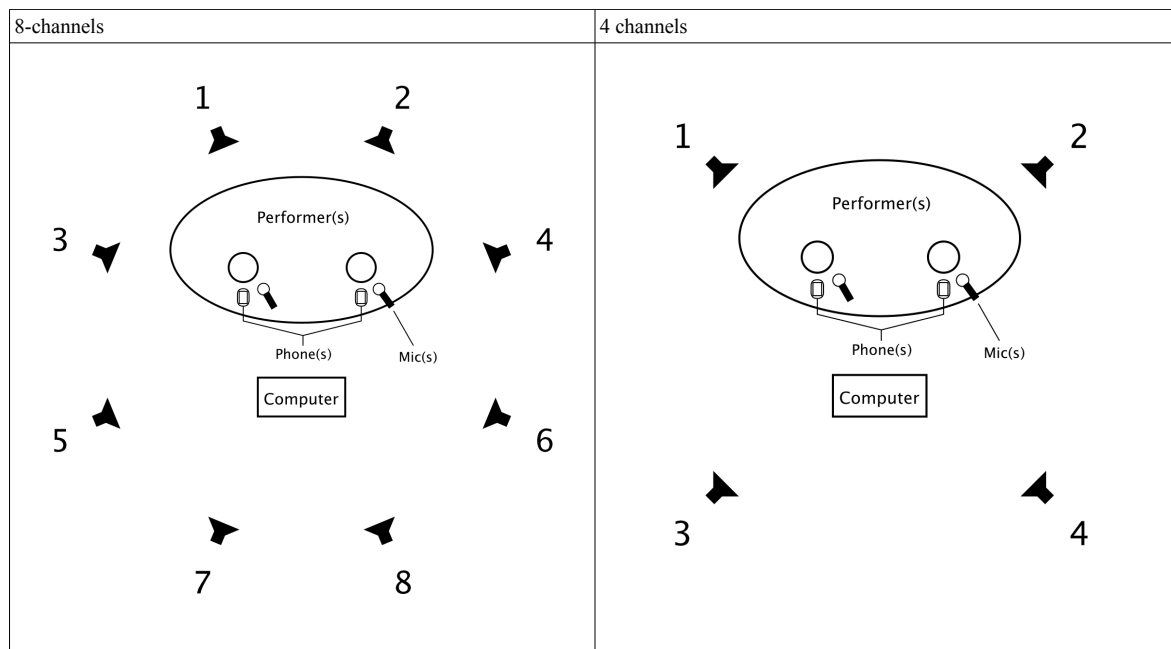 8-channels
4 channels
1 2
3 4
Performer(s)
Phone(s)
Mic(s)
Computer
5 6
7 8
1 2
Performer(s)
Phone(s)
Mic(s)
Computer
3 4